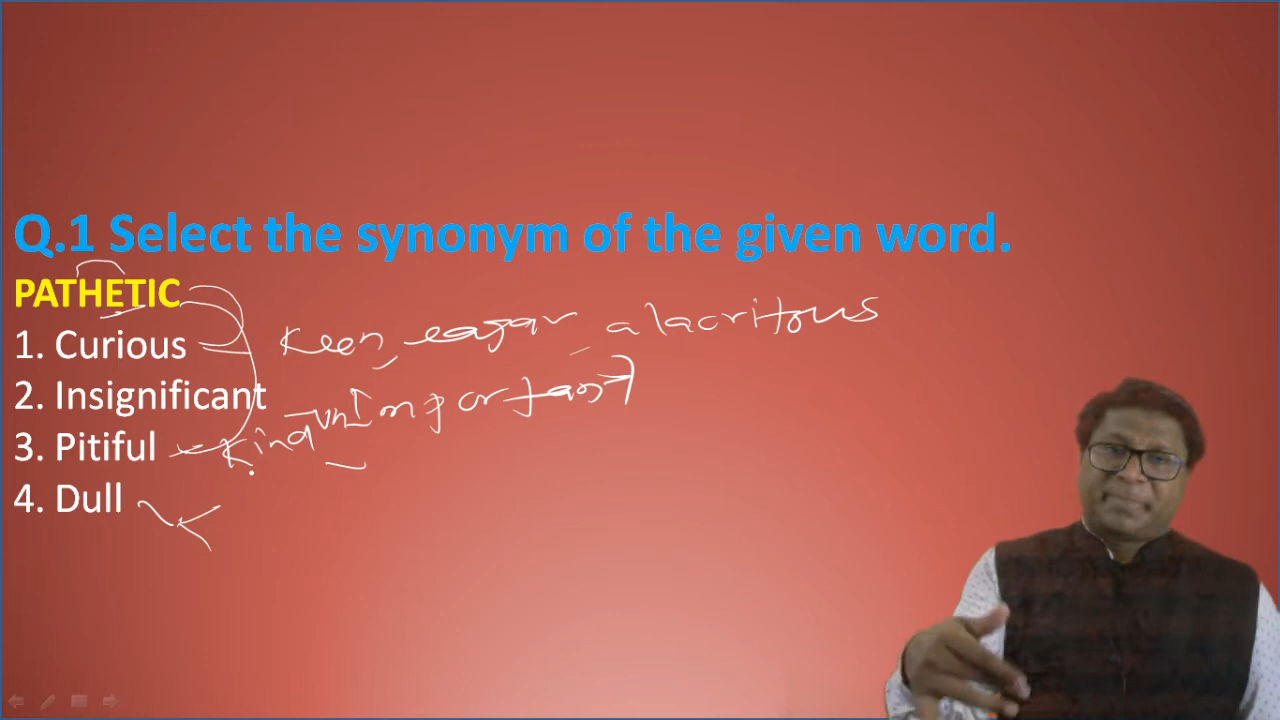 Q.1 Select the synonym of the given word.
PATHETIC
1. Curious Keen, eagar, alacritous
2. Insignificant unImportant
3. Pitiful Kind
4. Dull